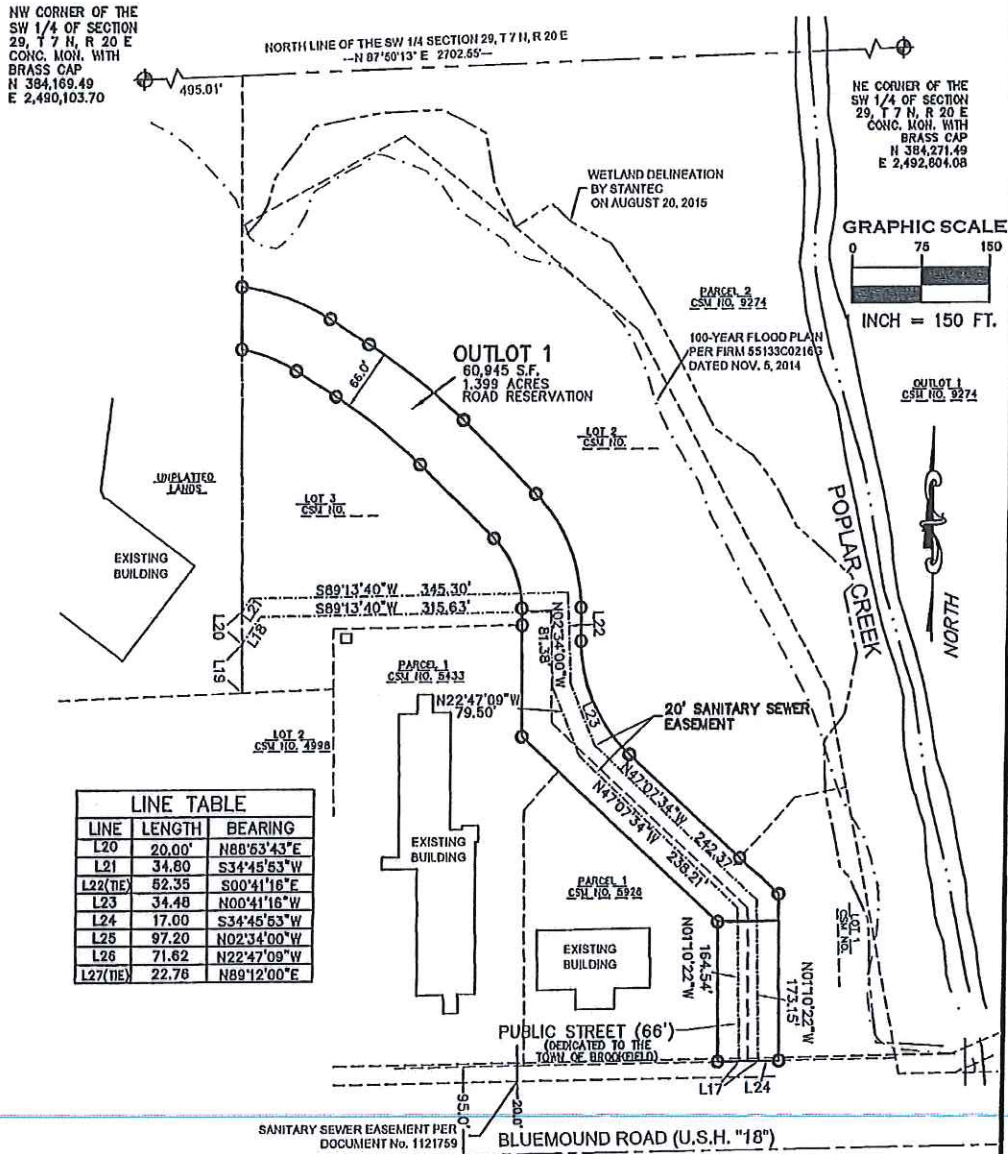 NW CORNER OF THE
SW 1/4 OF SECTION
29, T 7 N, R 20 E
CONC. MON. WITH
BRASS CAP
N 384,169.49
E 2,490,103.70
NORTH LINE OF THE SW 1/4 SECTION 29, T 7 N, R 20 E
--N 87°50'13" E 2702.55'--
495.01'
NE CORNER OF THE
SW 1/4 OF SECTION
29, T 7 N, R 20 E
CONC. MON. WITH
BRASS CAP
N 384,271.49
E 2,492,804.08
WETLAND DELINEATION
BY STANTEC
ON AUGUST 20, 2015
GRAPHIC SCALE
0 75 150
1 INCH = 150 FT.
PARCEL 2
CSM NO. 9274
100-YEAR FLOOD PLAIN
PER FIRM 55133C0216G
DATED NOV. 5, 2014
OUTLOT 1
CSM NO. 9274
OUTLOT 1
60,945 S.F.
1.399 ACRES
ROAD RESERVATION
66.0'
LOT 2
CSM NO.
UNPLATTED
LANDS
LOT 3
CSM NO.
EXISTING
BUILDING
POPLAR CREEK
NORTH
S89°13'40"W 345.30'
S89°13'40"W 315.63'
L21
L20
L18
L19
L22
N02°34'00"W
81.38'
PARCEL 1
CSM NO. 5433
N22°47'09"W
79.50'
L23
20' SANITARY SEWER
EASEMENT
LOT 2
CSM NO. 4998
N47°07'34"W 242.37'
N47°07'34"W 238.21'
LINE TABLE
LINE LENGTH BEARING
L20 20.00' N88°53'43"E
L21 34.80 S34°45'53"W
L22(TIE) 52.35 S00°41'16"E
L23 34.48 N00°41'16"W
L24 17.00 S34°45'53"W
L25 97.20 N02°34'00"W
L26 71.62 N22°47'09"W
L27(TIE) 22.76 N89°12'00"E
EXISTING
BUILDING
PARCEL 1
CSM NO. 5926
EXISTING
BUILDING
LOT 1
CSM NO.
N01°10'22"W
164.54'
N01°10'22"W
173.15'
PUBLIC STREET (66')
(DEDICATED TO THE
TOWN OF BROOKFIELD)
L17 L24
95.0'
20.0'
SANITARY SEWER EASEMENT PER
DOCUMENT No. 1121759
BLUEMOUND ROAD (U.S.H. "18")